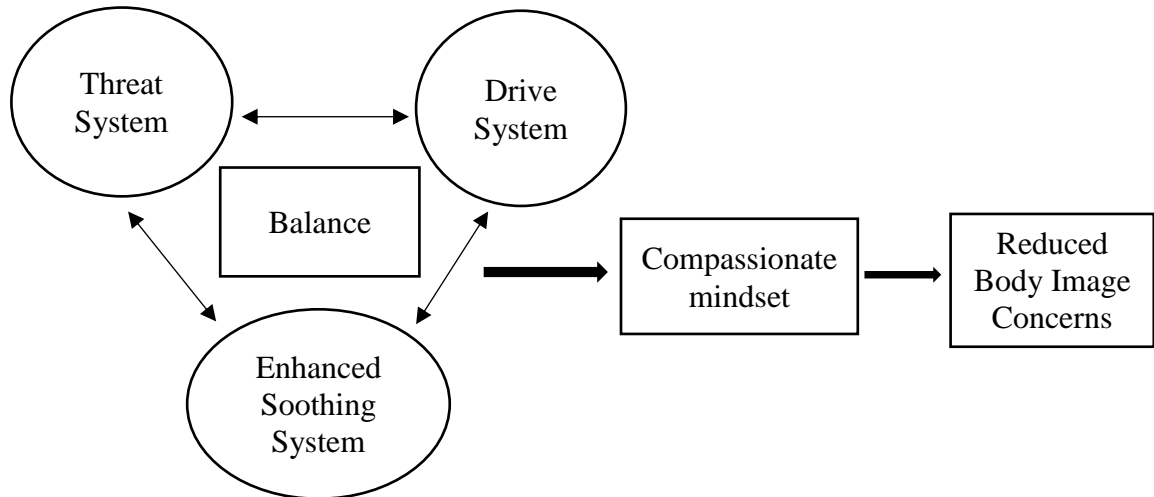 Threat
System
Drive
System
Balance
Enhanced
Soothing
System
Compassionate
mindset
Reduced
Body Image
Concerns